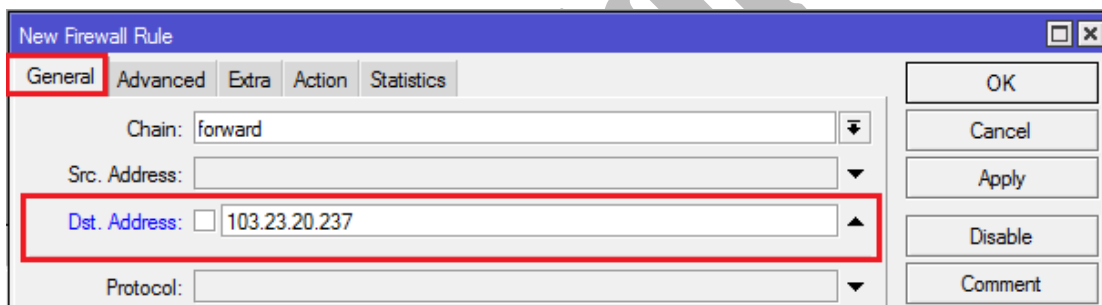 New Firewall Rule
General Advanced Extra Action Statistics
OK
Chain: forward
Cancel
Src. Address:
Apply
Dst. Address: 103.23.20.237
Disable
Protocol:
Comment